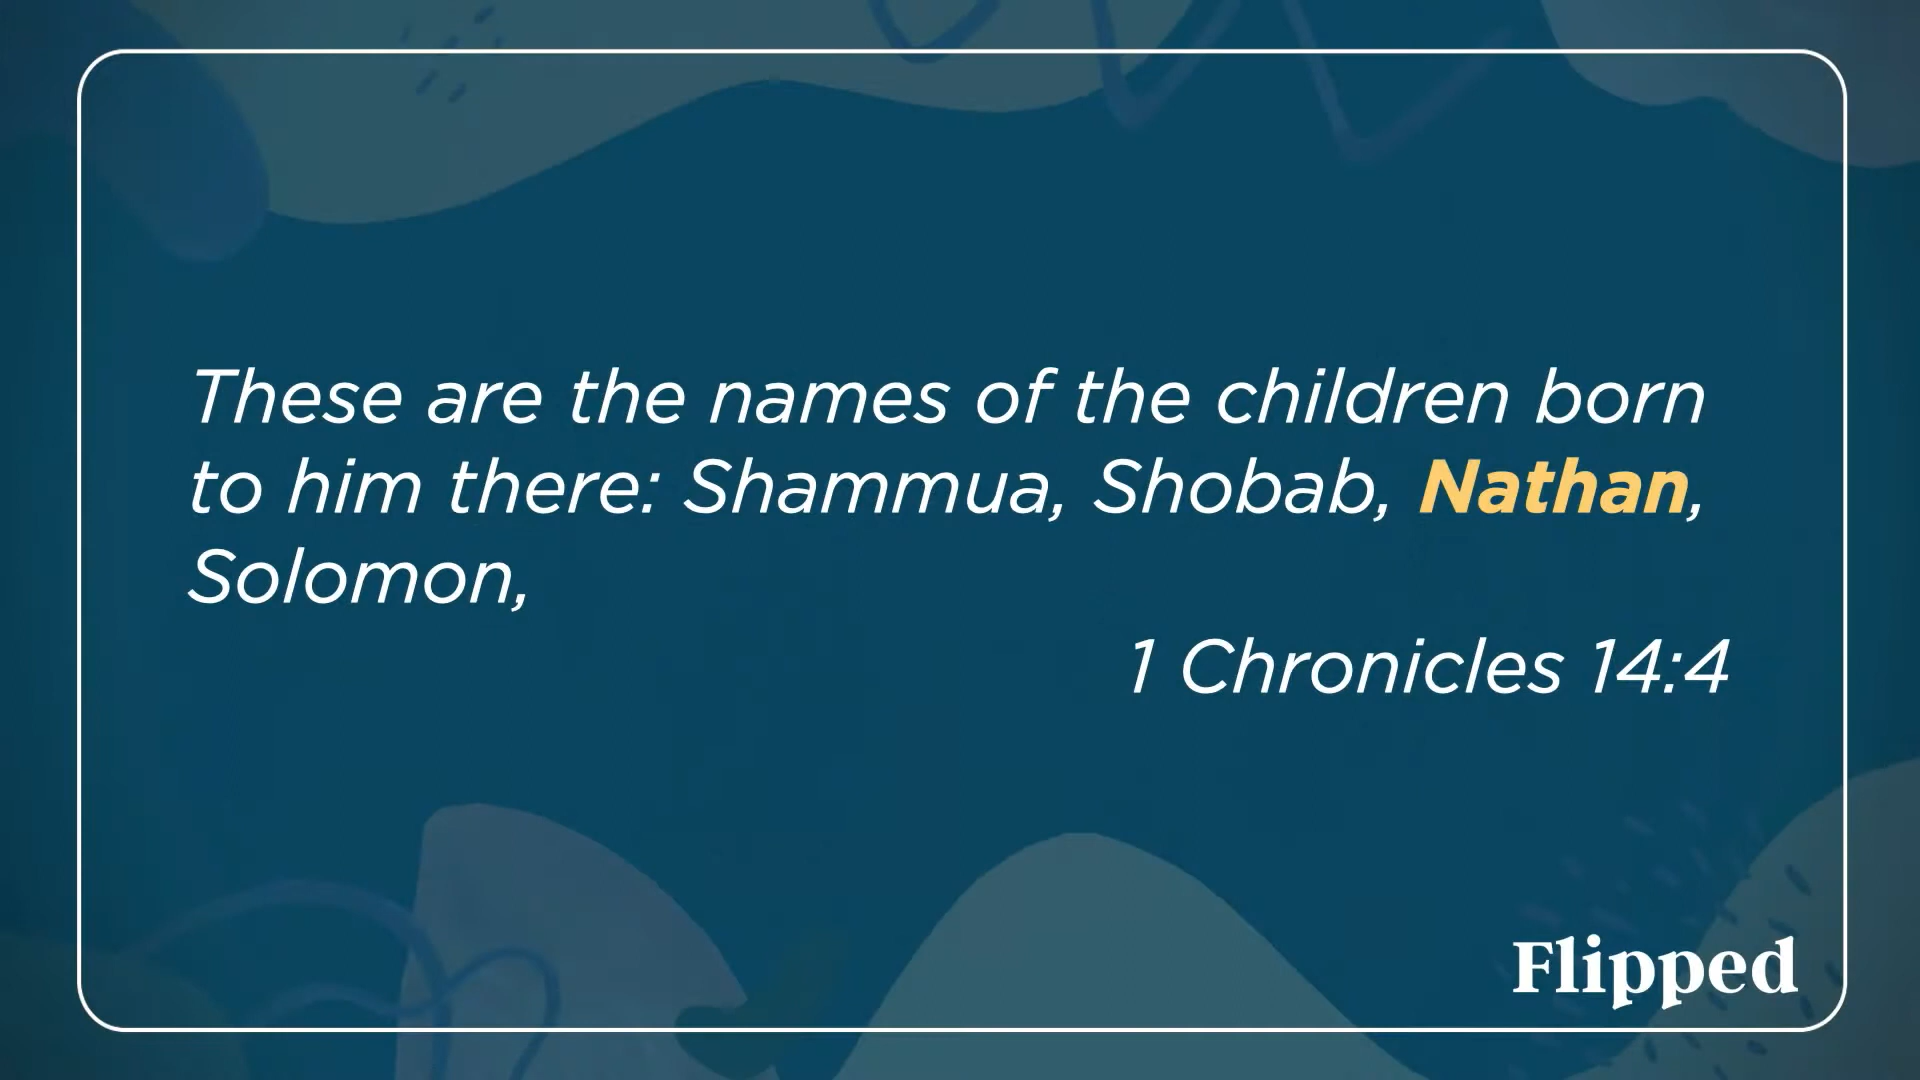 These are the names of the children born
to him there: Shammua, Shobab, Nathan,
Solomon,
1 Chronicles 14:4
Flipped